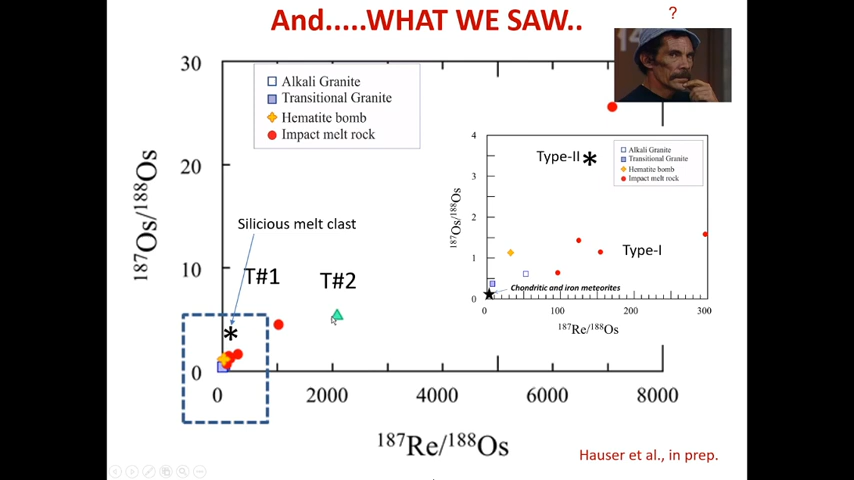 And.....WHAT WE SAW..
?
14
30
20
10
0
0
2000
4000
6000
8000
187Os/188Os
187Re/188Os
Alkali Granite
Transitional Granite
Hematite bomb
Impact melt rock
Silicious melt clast
T#1
T#2
*
4
3
2
1
0
0
100
200
300
187Os/188Os
187Re/188Os
Alkali Granite
Transitional Granite
Hematite bomb
Impact melt rock
Type-II *
Type-I
Chondritic and iron meteorites
Hauser et al., in prep.